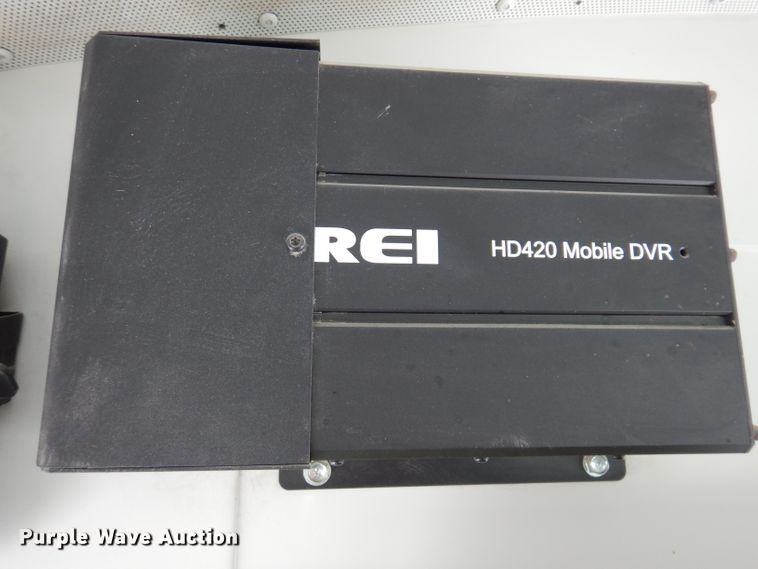 REI
HD420 Mobile DVR
Purple Wave Auction